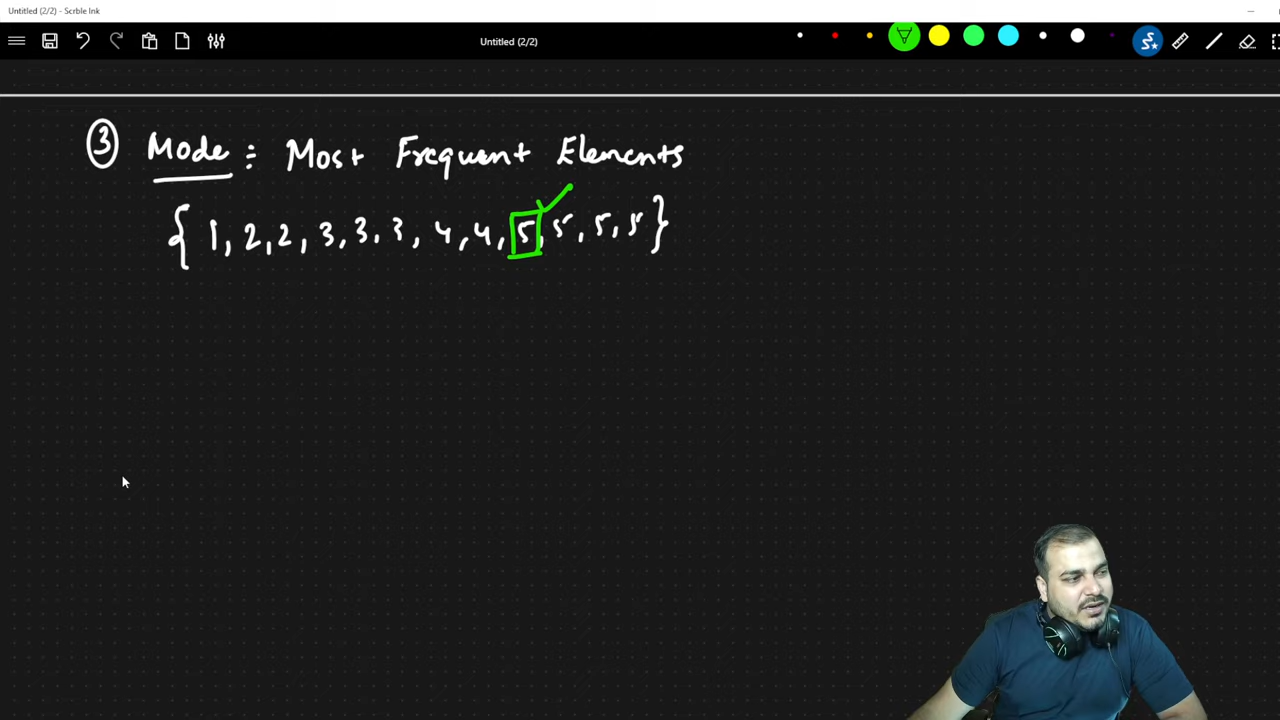 Untitled (2/2) - Scrble Ink
Untitled (2/2)
③ Mode : Most Frequent Elements
{ 1, 2, 2, 3, 3, 3, 4, 4, 5, 5, 5, 5 }